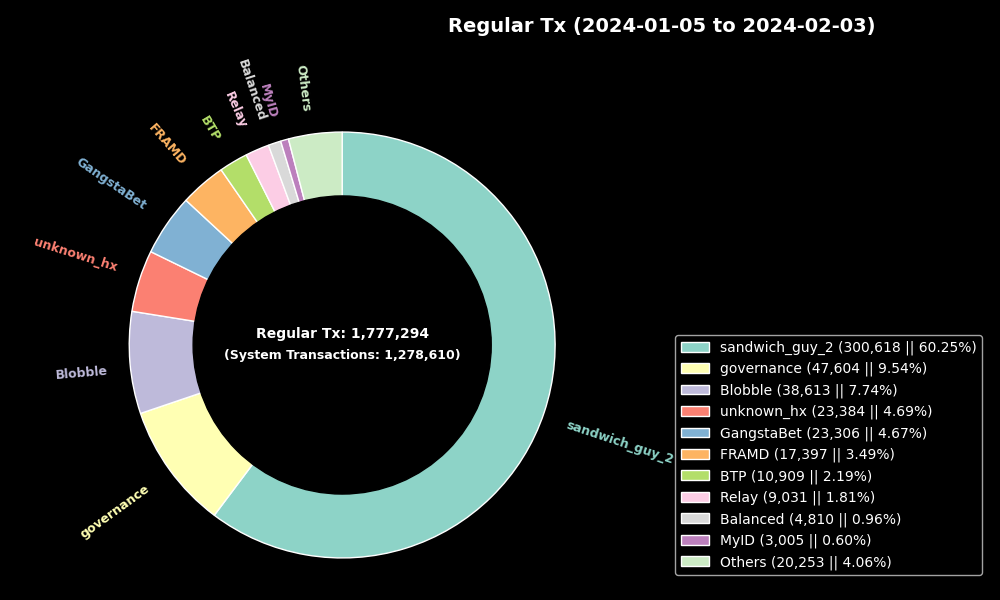 Regular Tx (2024-01-05 to 2024-02-03)
Others
MyID
Balanced
Relay
BTP
FRAMD
GangstaBet
unknown_hx
Blobble
governance
sandwich_guy_2
Regular Tx: 1,777,294
(System Transactions: 1,278,610)
sandwich_guy_2 (300,618 || 60.25%)
governance (47,604 || 9.54%)
Blobble (38,613 || 7.74%)
unknown_hx (23,384 || 4.69%)
GangstaBet (23,306 || 4.67%)
FRAMD (17,397 || 3.49%)
BTP (10,909 || 2.19%)
Relay (9,031 || 1.81%)
Balanced (4,810 || 0.96%)
MyID (3,005 || 0.60%)
Others (20,253 || 4.06%)